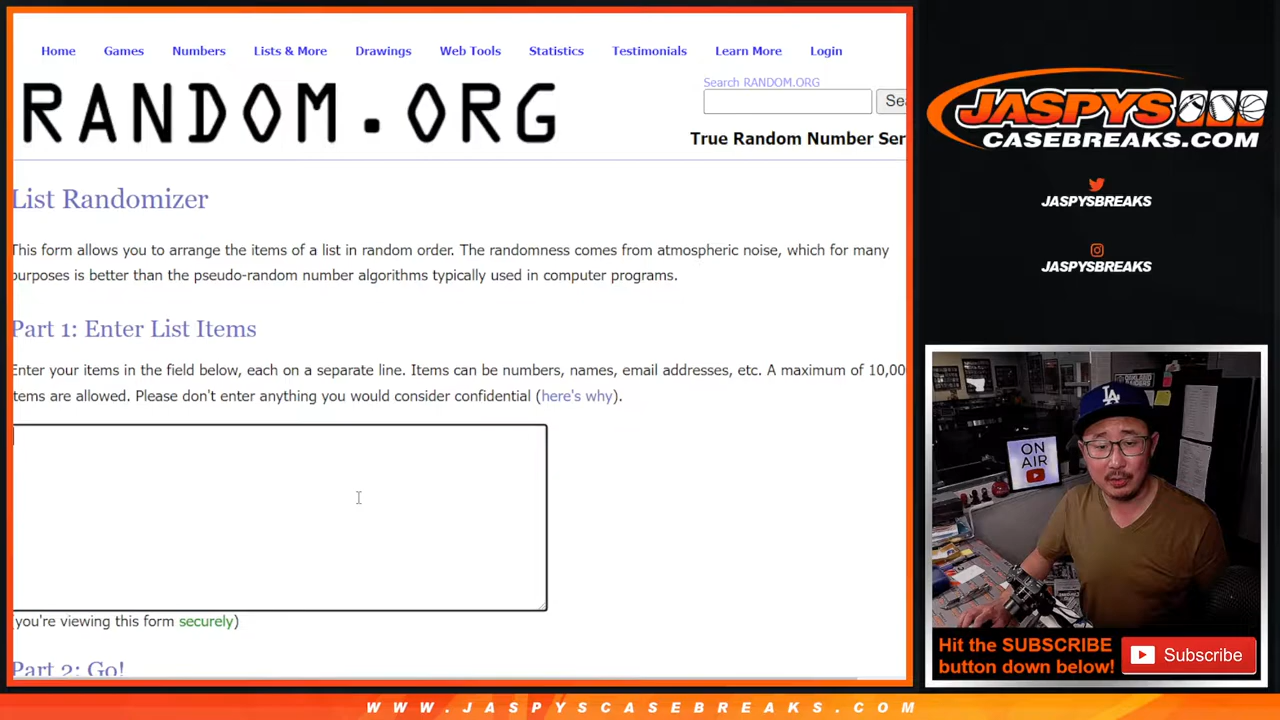 Home Games Numbers Lists & More Drawings Web Tools Statistics Testimonials Learn More Login
RANDOM.ORG
Search RANDOM.ORG
Sea
True Random Number Ser
List Randomizer
This form allows you to arrange the items of a list in random order. The randomness comes from atmospheric noise, which for many
purposes is better than the pseudo-random number algorithms typically used in computer programs.
Part 1: Enter List Items
Enter your items in the field below, each on a separate line. Items can be numbers, names, email addresses, etc. A maximum of 10,00
items are allowed. Please don't enter anything you would consider confidential (here's why).
(you're viewing this form securely)
Part 2: Go!
JASPYS
CASEBREAKS.COM
JASPYSBREAKS
JASPYSBREAKS
ON
AIR
LA
Hit the SUBSCRIBE
button down below!
Subscribe
WWW.JASPYSCASEBREAKS.COM